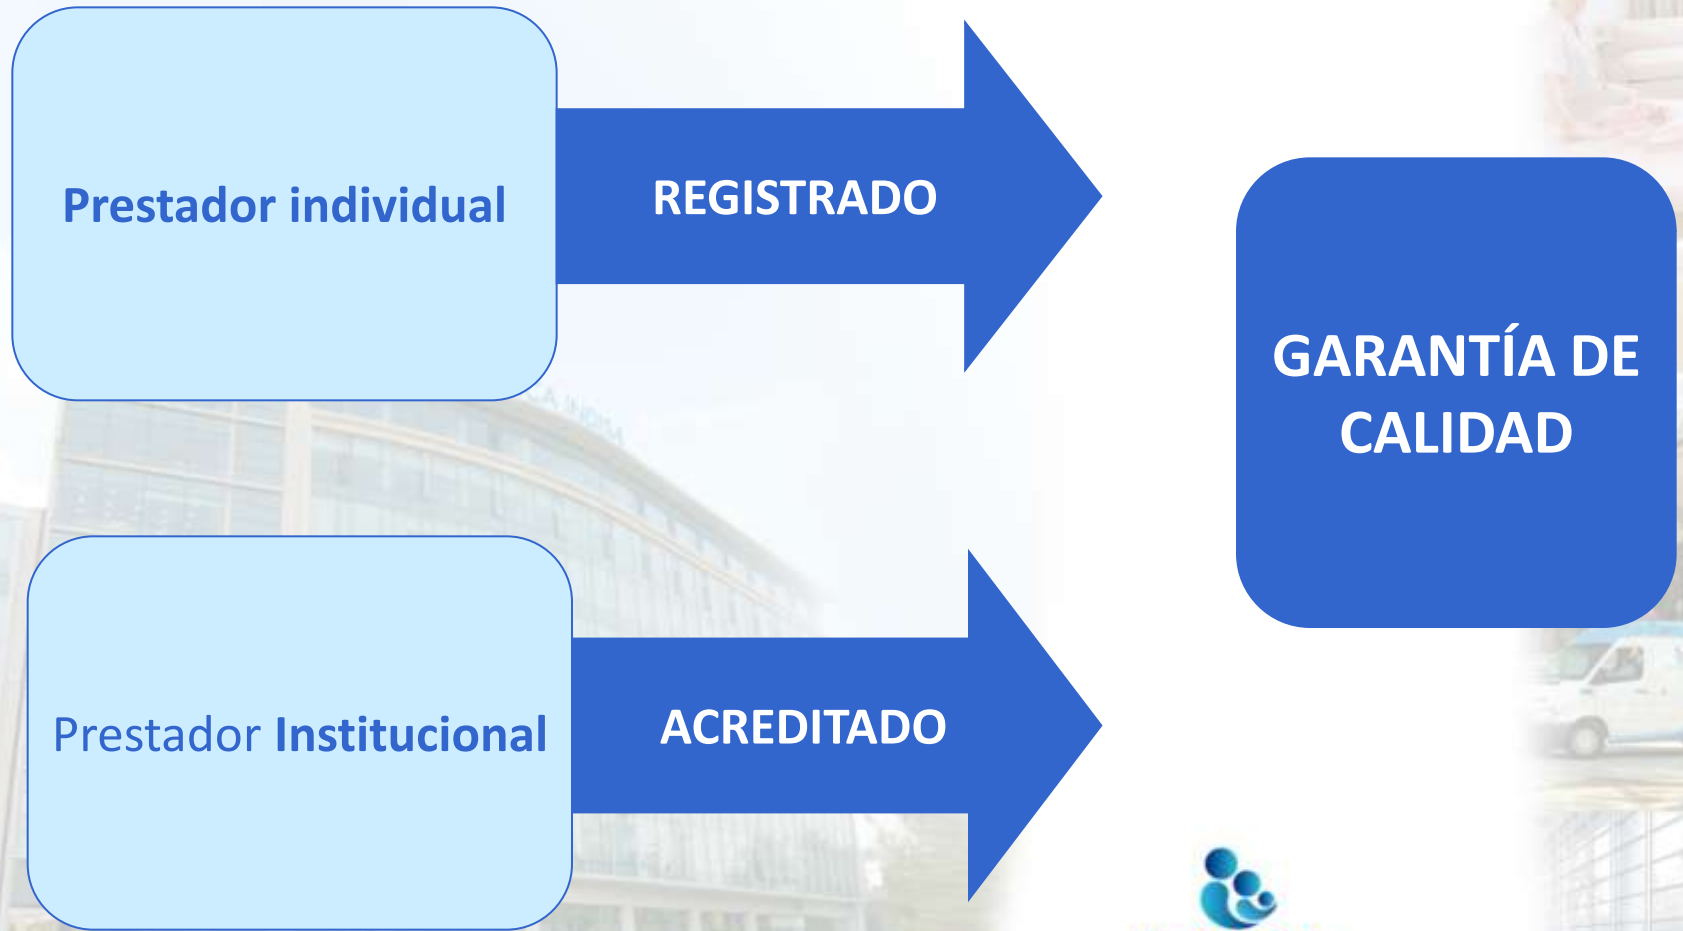 Prestador individual
REGISTRADO
GARANTÍA DE
CALIDAD
Prestador Institucional
ACREDITADO